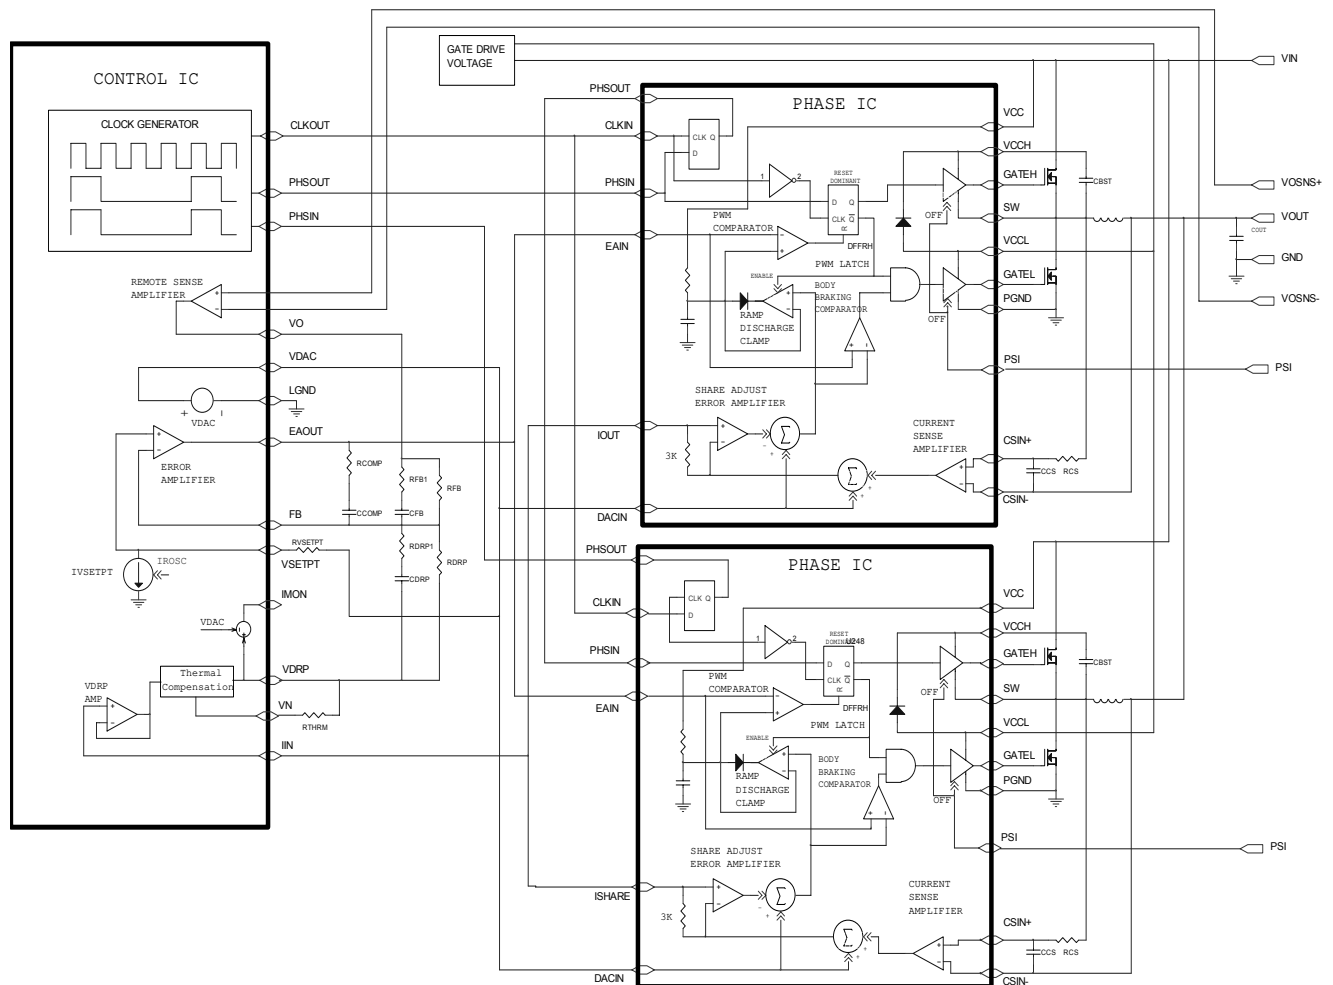 CONTROL IC
CLOCK GENERATOR
CLKOUT
PHSOUT
PHSIN
REMOTE SENSE
AMPLIFIER
+
−
VO
VDAC
LGND
+ −
VDAC
EAOUT
+
−
ERROR
AMPLIFIER
RCOMP
RFB1
RFB
CCOMP
CFB
FB
RVSETPT
VSETPT
RDRP1
RDRP
CDRP
IROSC
IVSETPT
IMON
VDAC
Thermal
Compensation
VDRP
VDRP
AMP
+
−
VN
RTHRM
IIN
GATE DRIVE
VOLTAGE
PHSOUT
CLKIN
PHSIN
EAIN
IOUT
DACIN
PHASE IC
CLK Q
D
1 2
RESET
DOMINANT
D Q
CLK Q
R
DFFRH
PWM
COMPARATOR
−
+
PWM LATCH
ENABLE
BODY
BRAKING
COMPARATOR
+
−
RAMP
DISCHARGE
CLAMP
+ −
OFF
OFF
SHARE ADJUST
ERROR AMPLIFIER
3K
+
−
Σ
−
+
Σ
+
+
CURRENT
SENSE
AMPLIFIER
+
−
VCC
VCCH
GATEH
SW
VCCL
GATEL
PGND
PSI
CSIN+
CSIN-
CBST
CCS RCS
COUT
VIN
VOSNS+
VOUT
GND
VOSNS-
PSI
PHSOUT
CLKIN
PHSIN
EAIN
ISHARE
DACIN
PHASE IC
CLK Q
D
1 2
RESET
DOMINANT
U248
D Q
CLK Q
R
DFFRH
PWM
COMPARATOR
−
+
PWM LATCH
ENABLE
BODY
BRAKING
COMPARATOR
+
−
RAMP
DISCHARGE
CLAMP
+ −
OFF
OFF
SHARE ADJUST
ERROR AMPLIFIER
3K
+
−
Σ
−
+
Σ
+
+
CURRENT
SENSE
AMPLIFIER
+
−
VCC
VCCH
GATEH
SW
VCCL
GATEL
PGND
PSI
CSIN+
CSIN-
CBST
CCS RCS
PSI